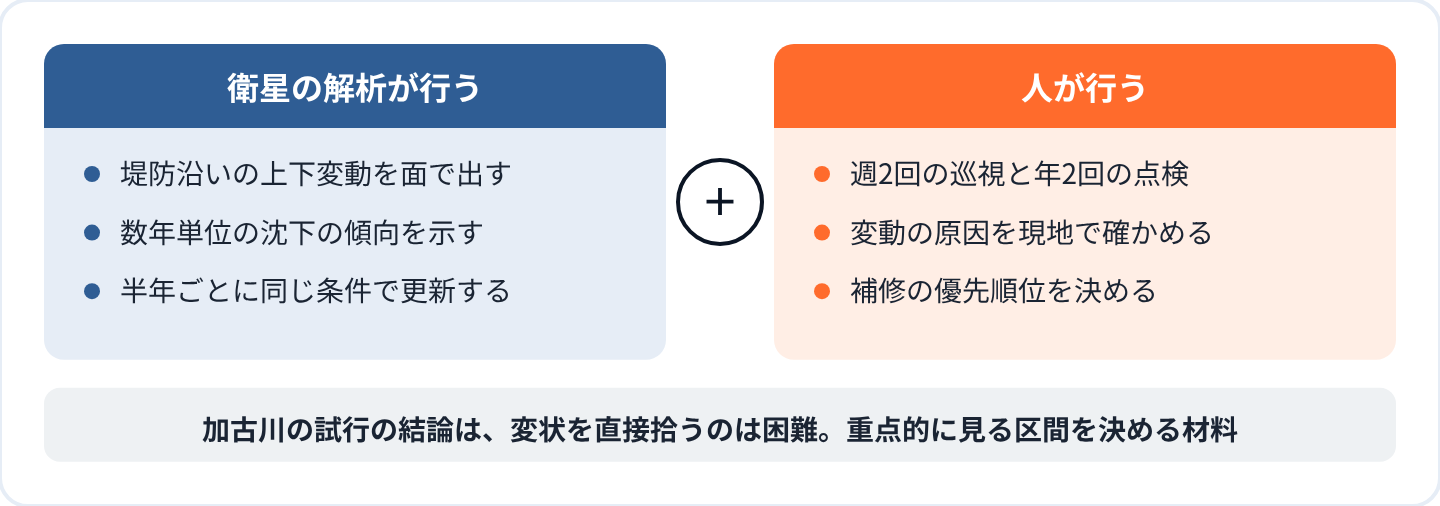 衛星の解析が行う
堤防沿いの上下変動を面で出す
数年単位の沈下の傾向を示す
半年ごとに同じ条件で更新する
+
人が行う
週2回の巡視と年2回の点検
変動の原因を現地で確かめる
補修の優先順位を決める
加古川の試行の結論は、変状を直接拾うのは困難。重点的に見る区間を決める材料